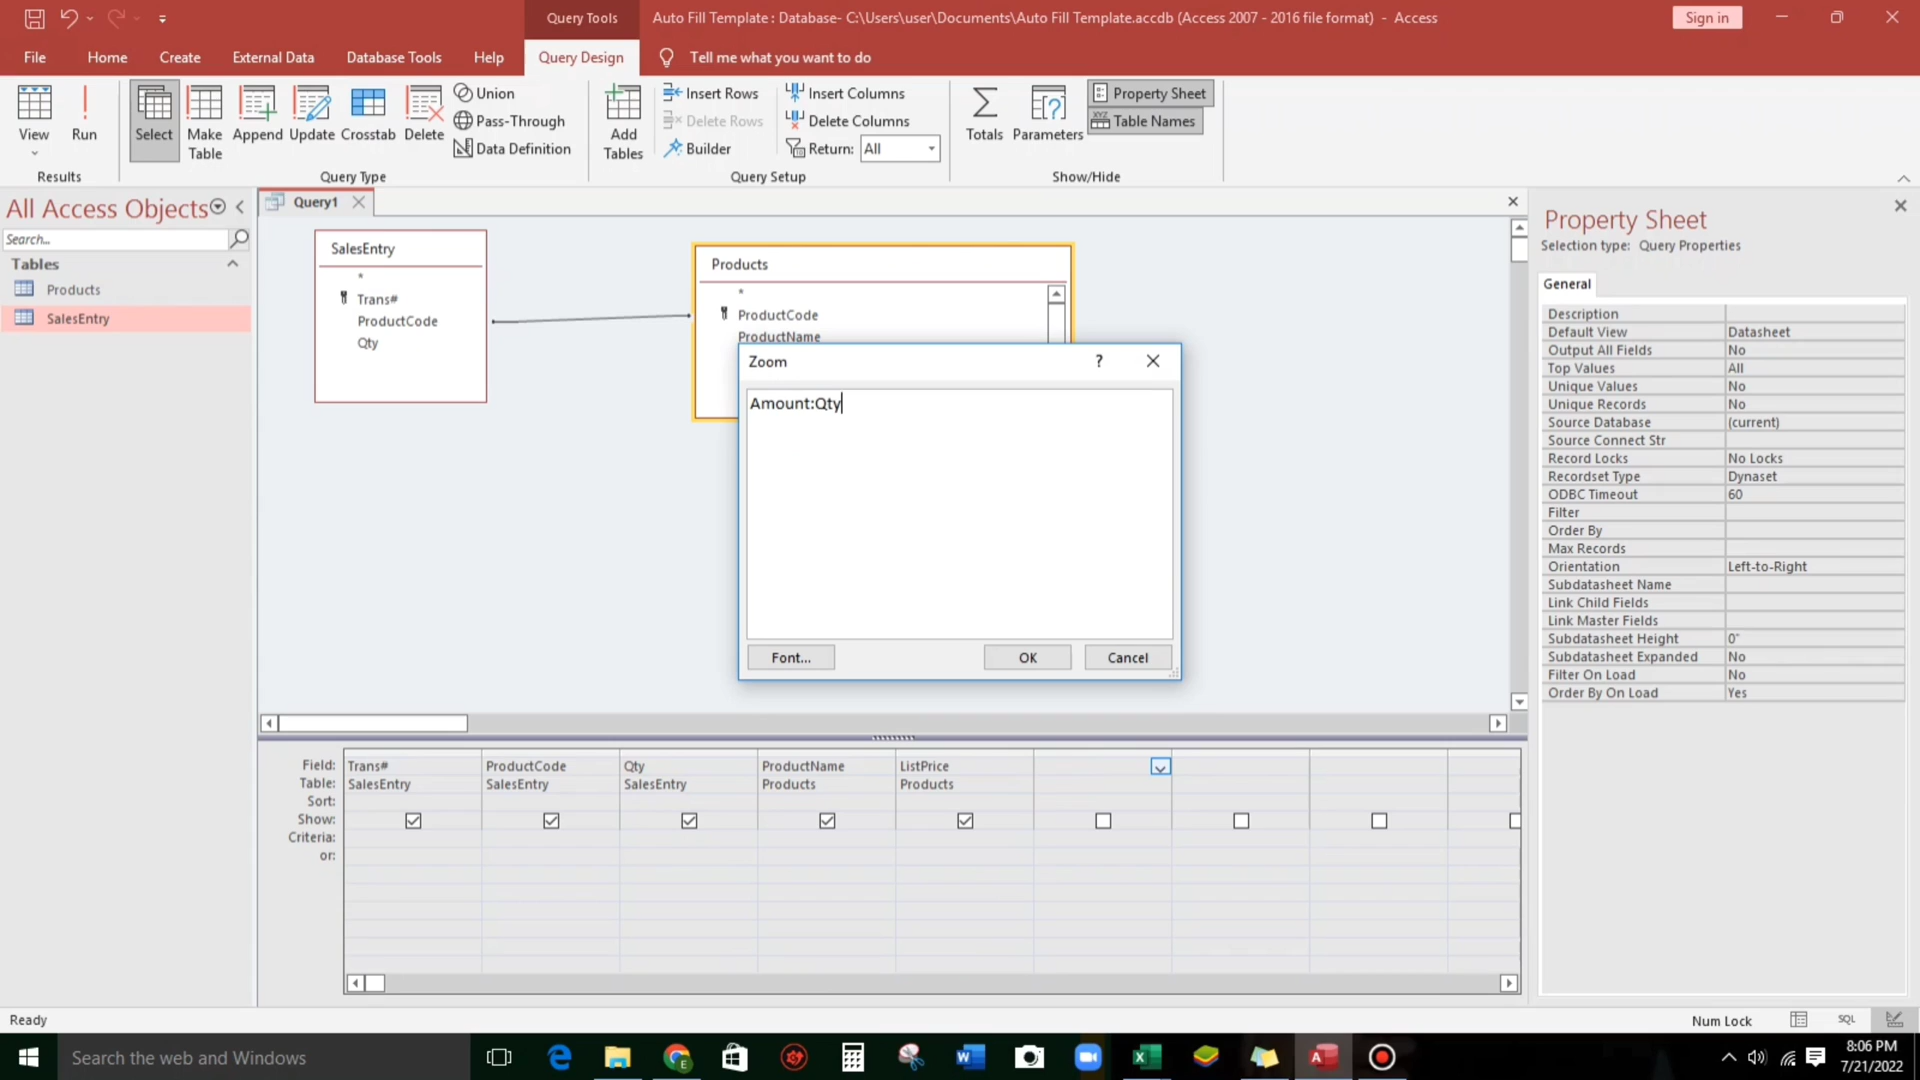 Query Tools
Auto Fill Template : Database- C:\Users\user\Documents\Auto Fill Template.accdb (Access 2007 - 2016 file format) - Access
Sign in
File
Home
Create
External Data
Database Tools
Help
Query Design
Tell me what you want to do
View
Run
Select
Make
Table
Append
Update
Crosstab
Delete
Union
Pass-Through
Data Definition
Add
Tables
Insert Rows
Delete Rows
Builder
Insert Columns
Delete Columns
Return:
All
Totals
Parameters
Property Sheet
Table Names
Results
Query Type
Query Setup
Show/Hide
All Access Objects
Search...
Tables
Products
SalesEntry
Query1
SalesEntry
*
Trans#
ProductCode
Qty
Products
*
ProductCode
ProductName
Zoom
?
Amount:Qty
Font...
OK
Cancel
Property Sheet
Selection type: Query Properties
General
Description
Default View Datasheet
Output All Fields No
Top Values All
Unique Values No
Unique Records No
Source Database (current)
Source Connect Str
Record Locks No Locks
Recordset Type Dynaset
ODBC Timeout 60
Filter
Order By
Max Records
Orientation Left-to-Right
Subdatasheet Name
Link Child Fields
Link Master Fields
Subdatasheet Height 0"
Subdatasheet Expanded No
Filter On Load No
Order By On Load Yes
Field: Trans# ProductCode Qty ProductName ListPrice
Table: SalesEntry SalesEntry SalesEntry Products Products
Sort:
Show:
Criteria:
or:
Ready
Num Lock
SQL
Search the web and Windows
8:06 PM
7/21/2022